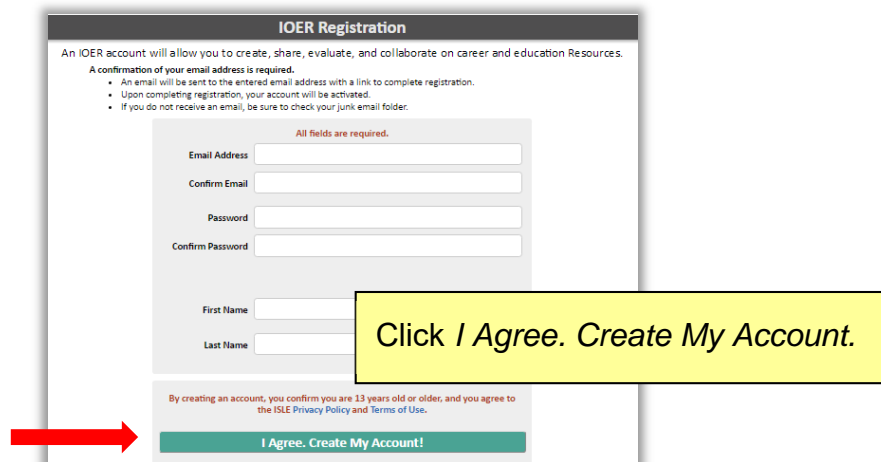 IOER Registration
An IOER account will allow you to create, share, evaluate, and collaborate on career and education Resources.
A confirmation of your email address is required.
• An email will be sent to the entered email address with a link to complete registration.
• Upon completing registration, your account will be activated.
• If you do not receive an email, be sure to check your junk email folder.
All fields are required.
Email Address
Confirm Email
Password
Confirm Password
First Name
Last Name
Click I Agree. Create My Account.
By creating an account, you confirm you are 13 years old or older, and you agree to
the ISLE Privacy Policy and Terms of Use.
I Agree. Create My Account!